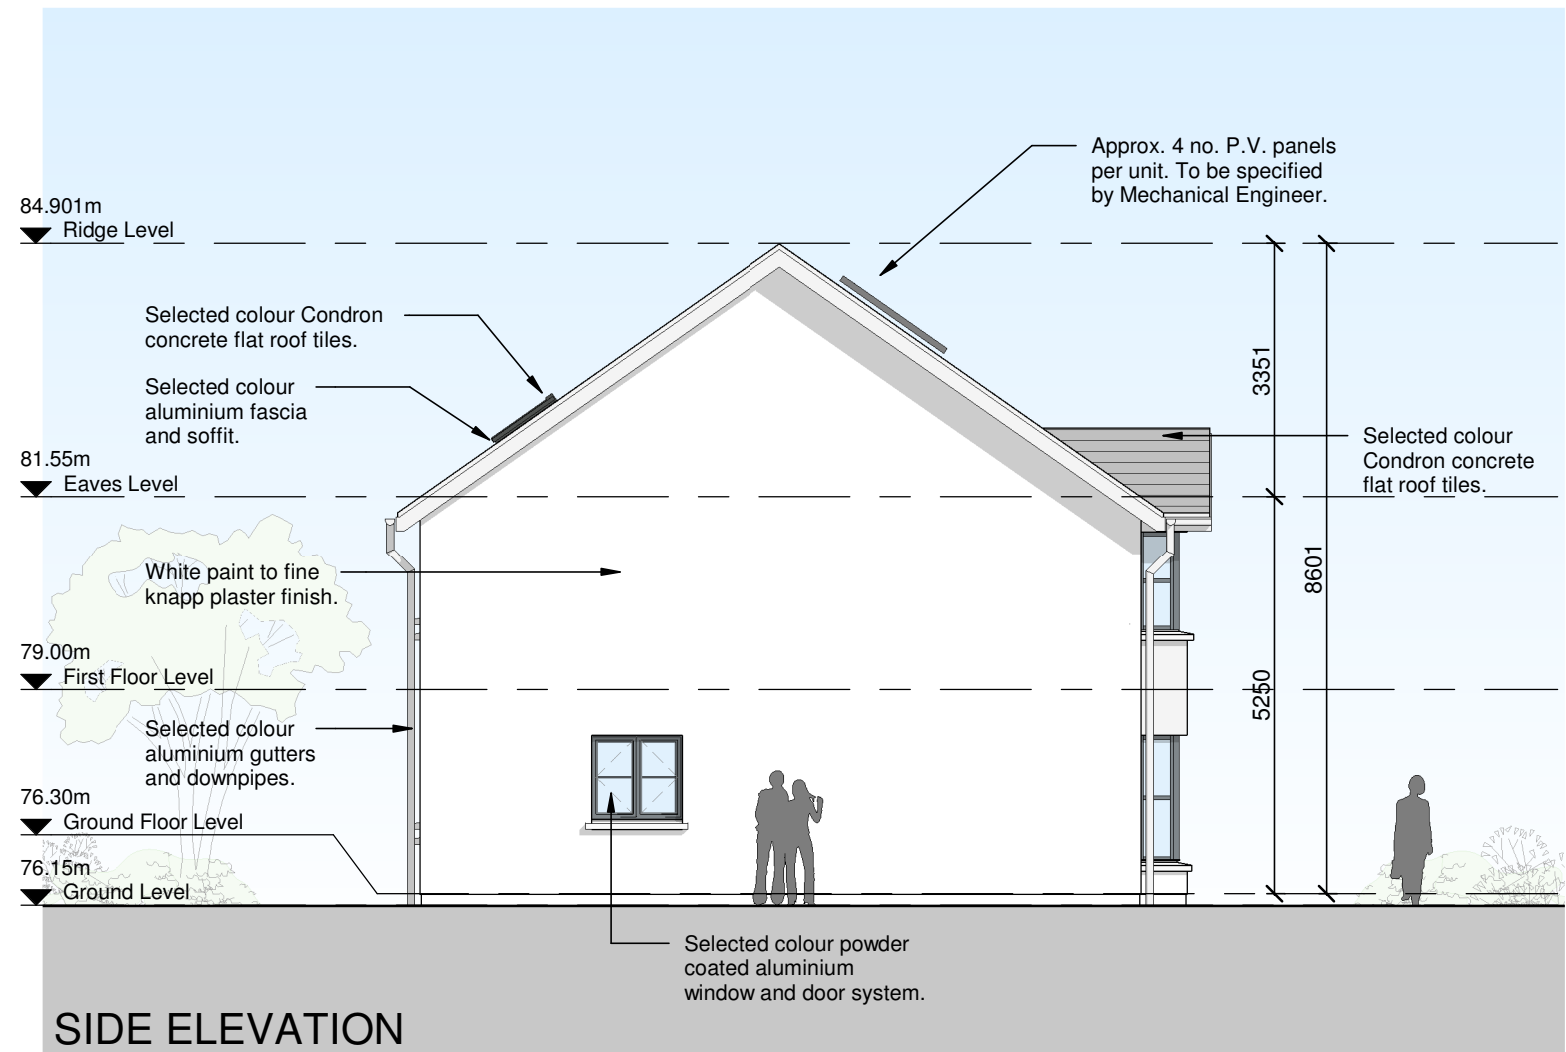 Approx. 4 no. P.V. panels
per unit. To be specified
by Mechanical Engineer.
84.901m
Ridge Level
Selected colour Condron
concrete flat roof tiles.
Selected colour
aluminium fascia
and soffit.
3351
Selected colour
Condron concrete
flat roof tiles.
81.55m
Eaves Level
8601
White paint to fine
knapp plaster finish.
79.00m
First Floor Level
5250
Selected colour
aluminium gutters
and downpipes.
76.30m
Ground Floor Level
76.15m
Ground Level
Selected colour powder
coated aluminium
window and door system.
SIDE ELEVATION